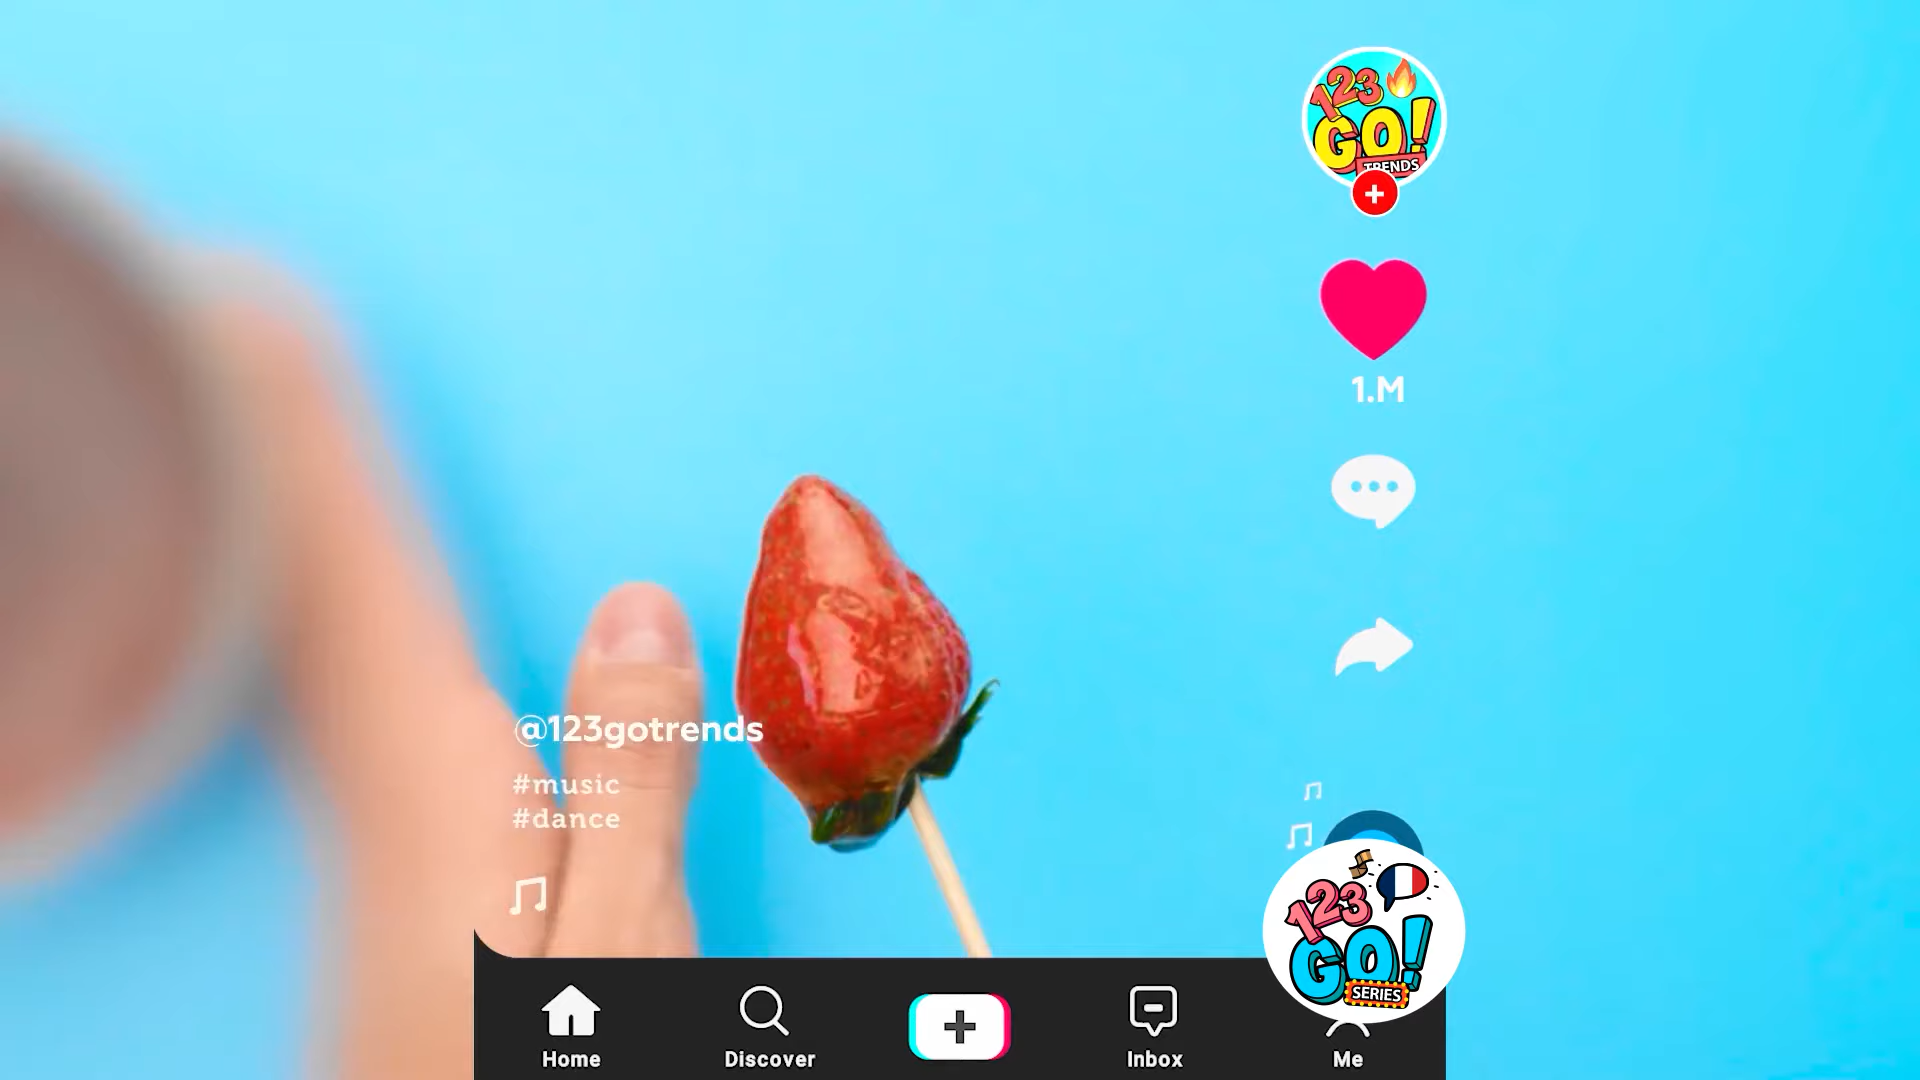 123
GO!
TRENDS
1.M
@123gotrends
#music
#dance
123
GO!
SERIES
Home
Discover
Inbox
Me